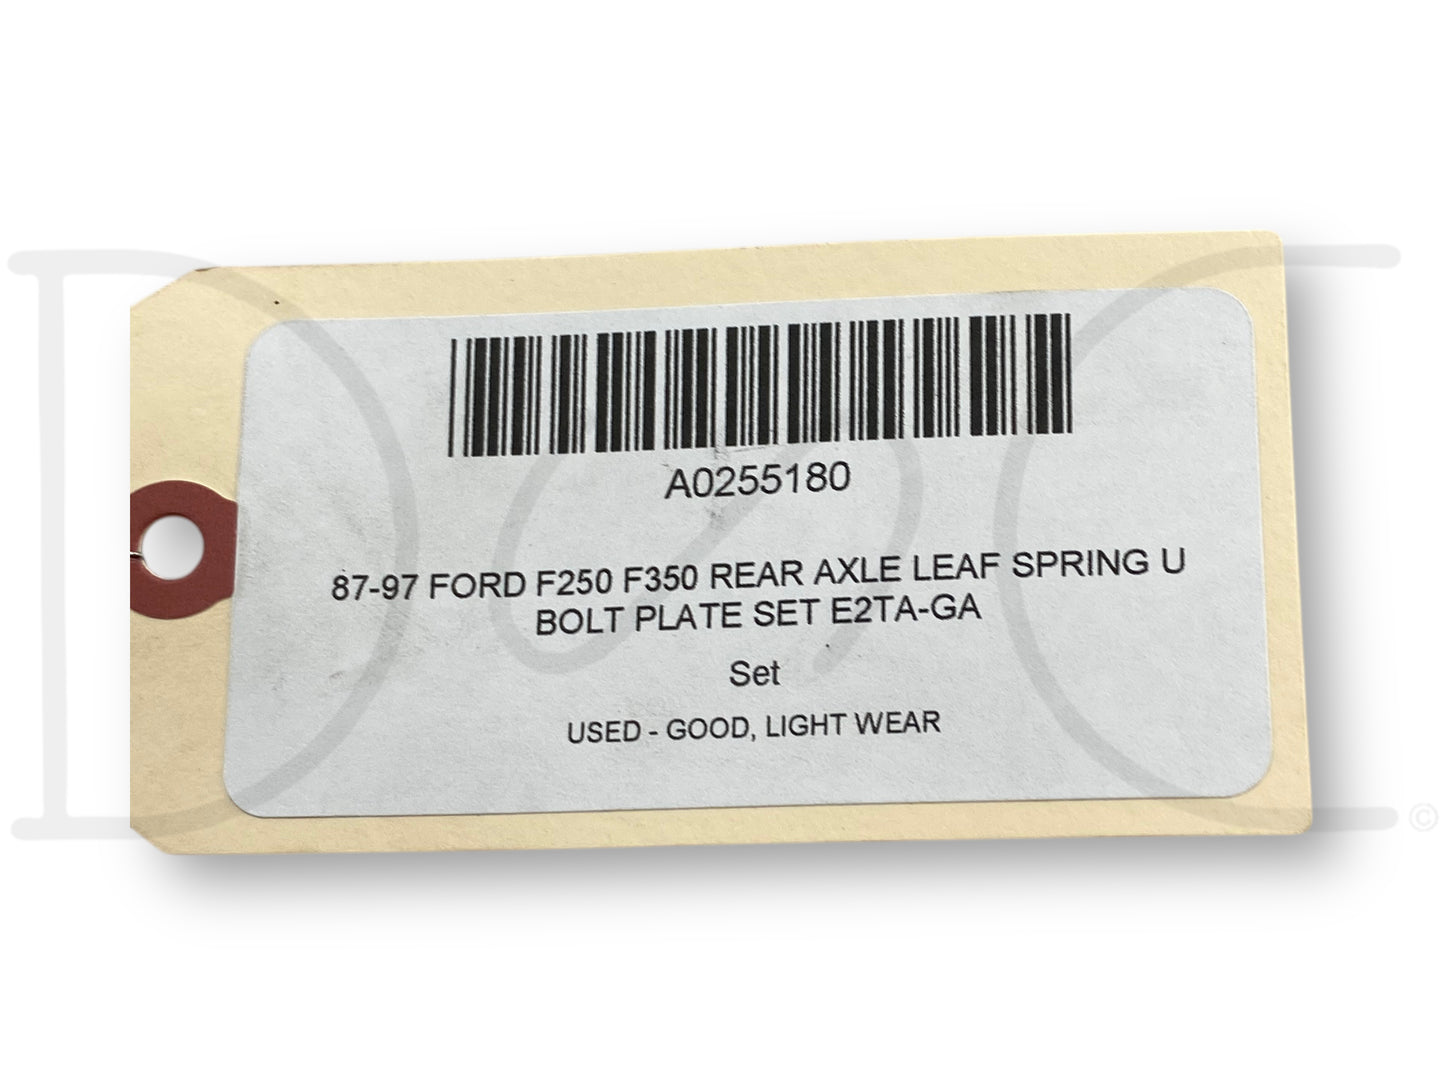 A0255180
87-97 FORD F250 F350 REAR AXLE LEAF SPRING U
BOLT PLATE SET E2TA-GA
Set
USED - GOOD, LIGHT WEAR
©